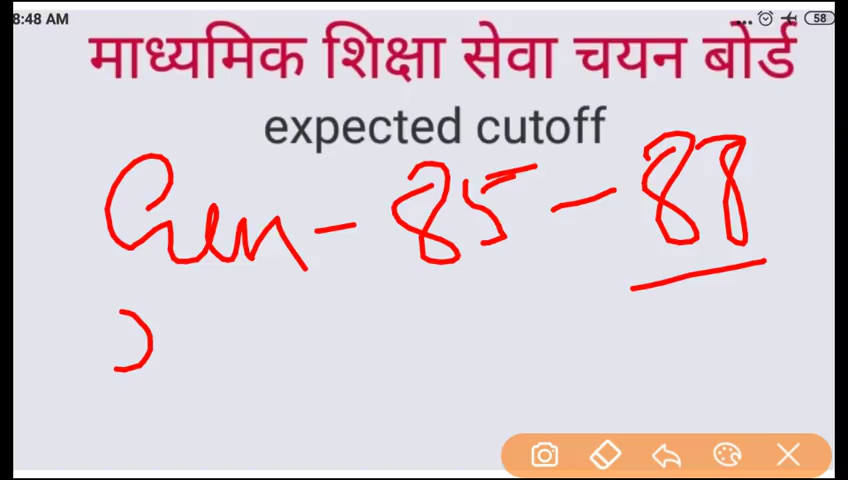 8:48 AM ... 58
माध्यमिक शिक्षा सेवा चयन बोर्ड
expected cutoff
Gen - 85 - 88